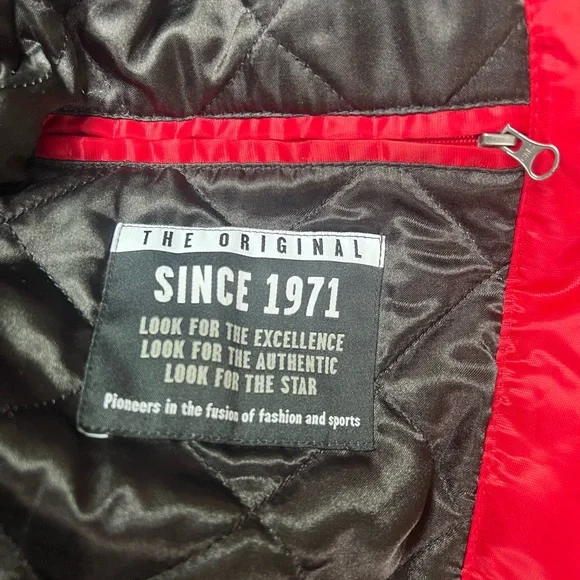 THE ORIGINAL
SINCE 1971
LOOK FOR THE EXCELLENCE
LOOK FOR THE AUTHENTIC
LOOK FOR THE STAR
Pioneers in the fusion of fashion and sports